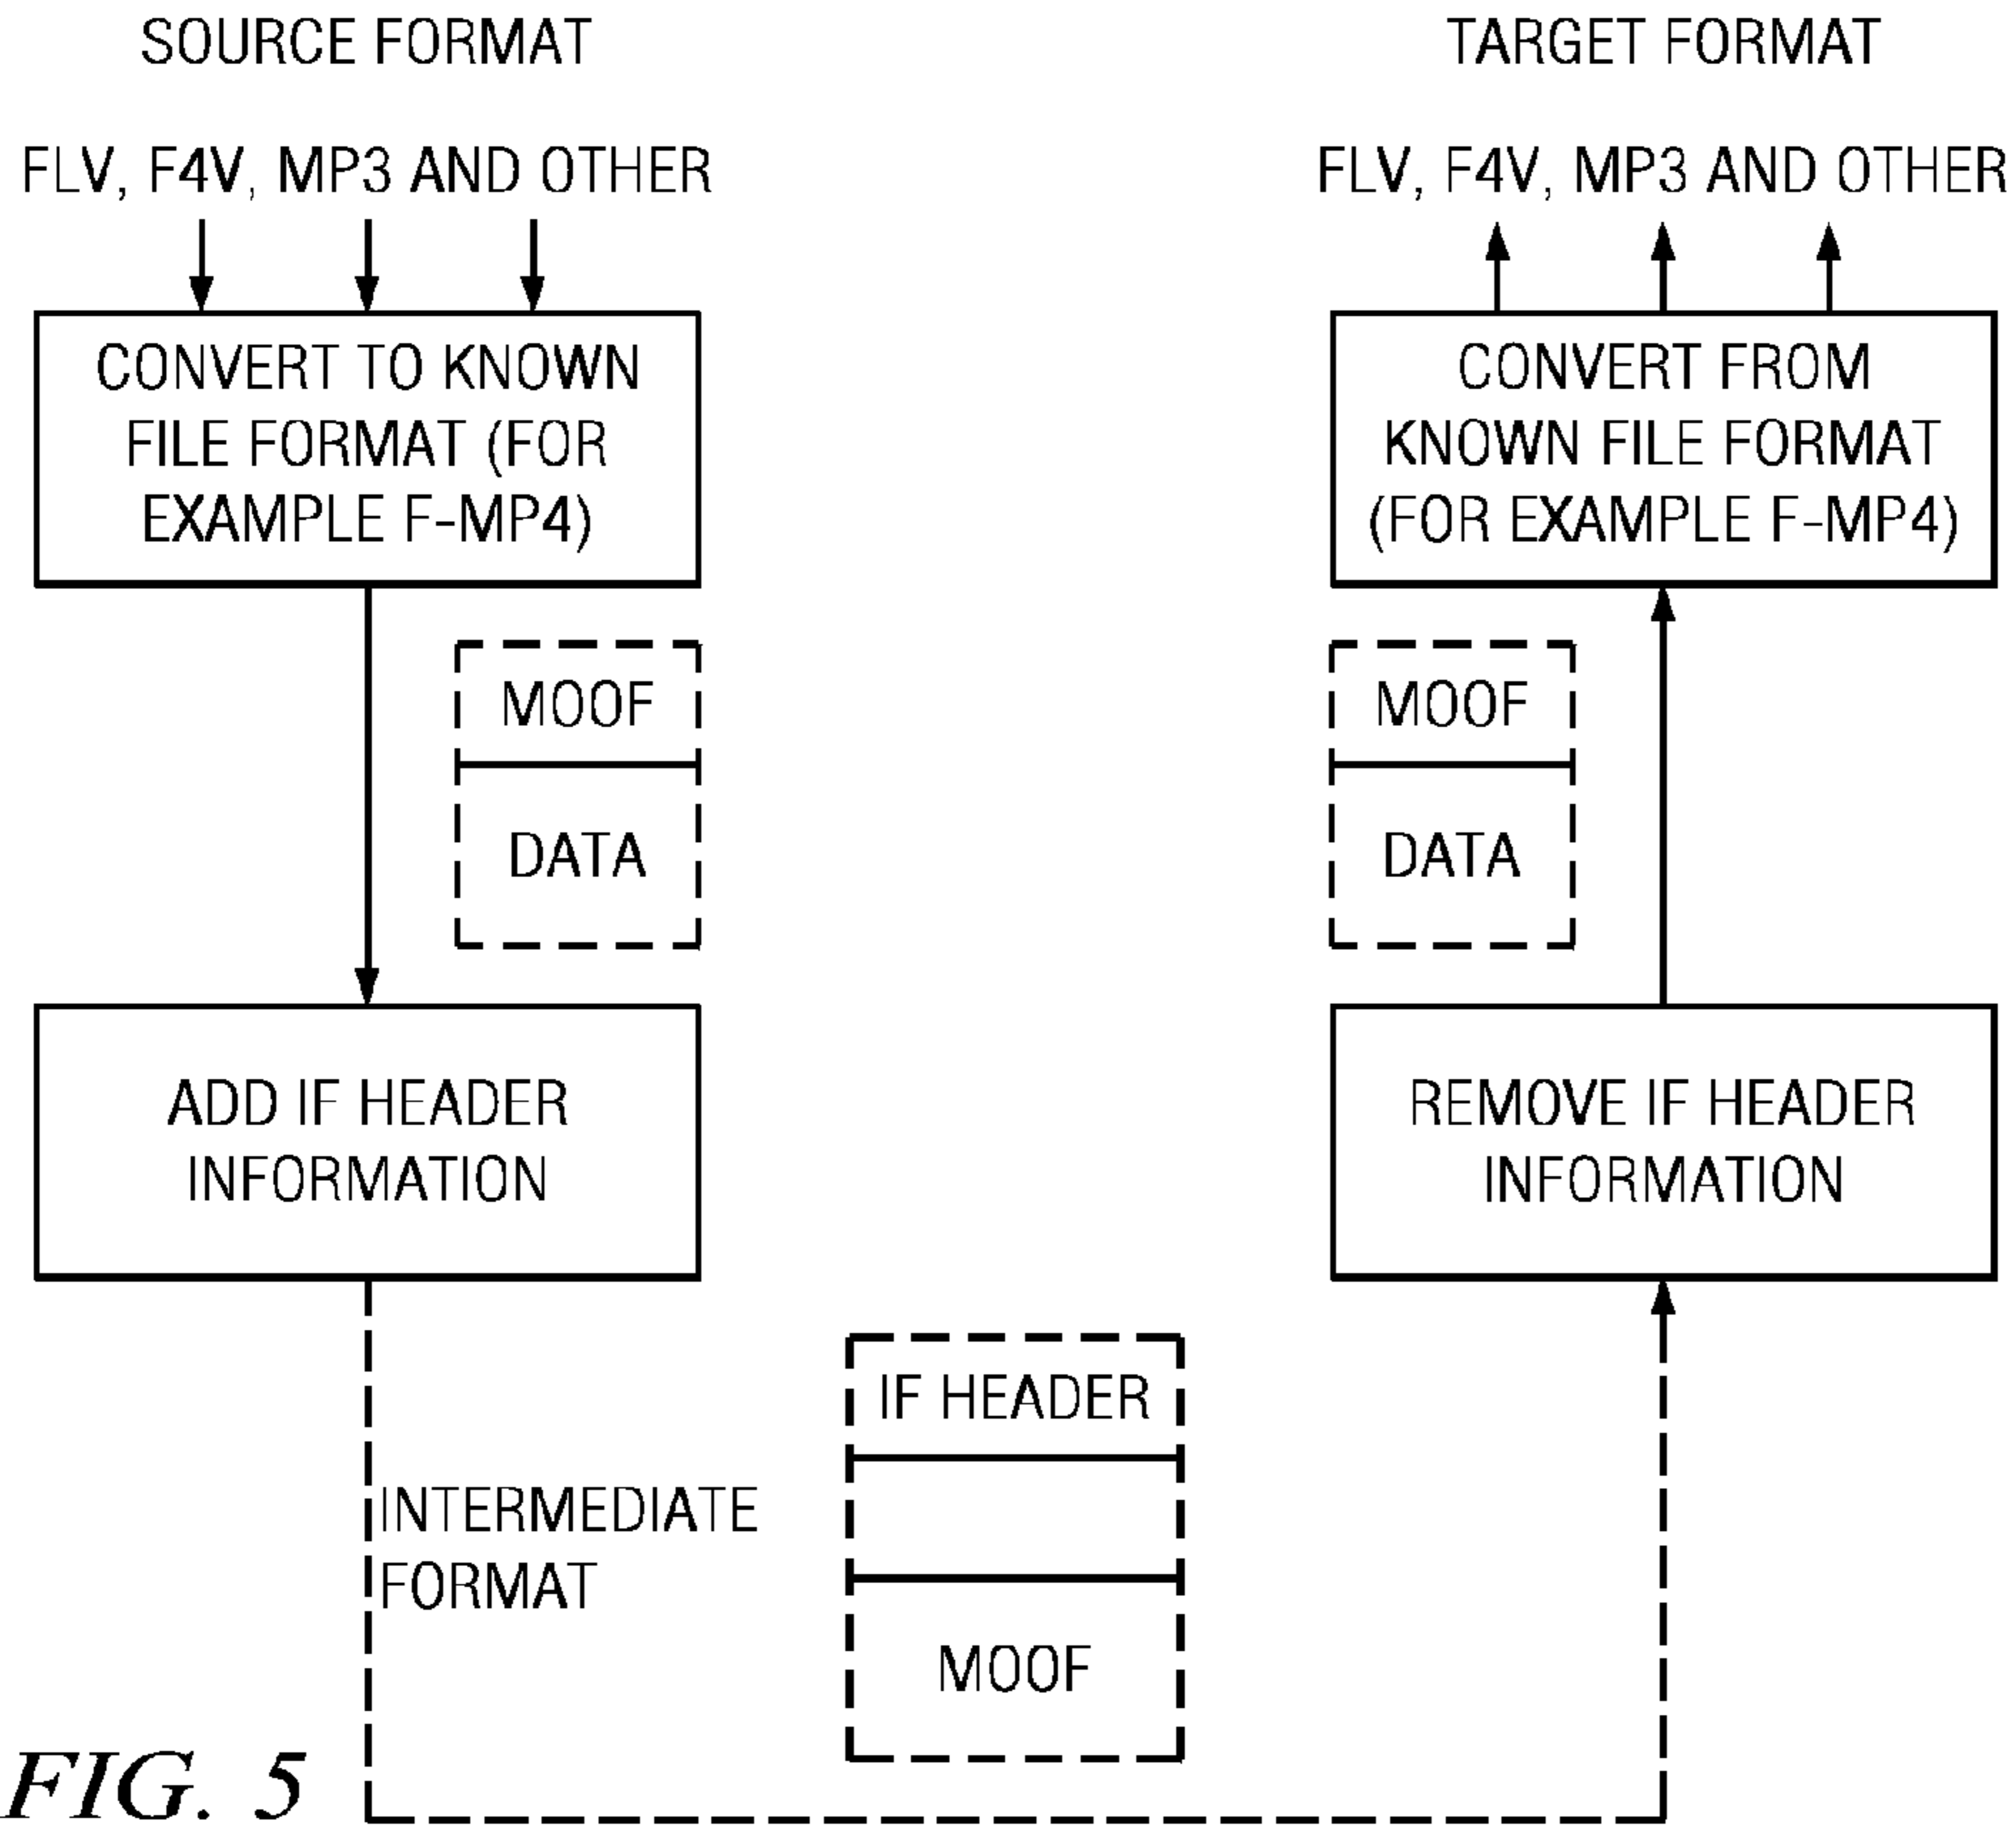 SOURCE FORMAT
TARGET FORMAT
FLV, F4V, MP3 AND OTHER
FLV, F4V, MP3 AND OTHER
CONVERT TO KNOWN
FILE FORMAT (FOR
EXAMPLE F-MP4)
CONVERT FROM
KNOWN FILE FORMAT
(FOR EXAMPLE F-MP4)
MOOF
DATA
MOOF
DATA
ADD IF HEADER
INFORMATION
REMOVE IF HEADER
INFORMATION
IF HEADER
INTERMEDIATE
FORMAT
MOOF
FIG. 5